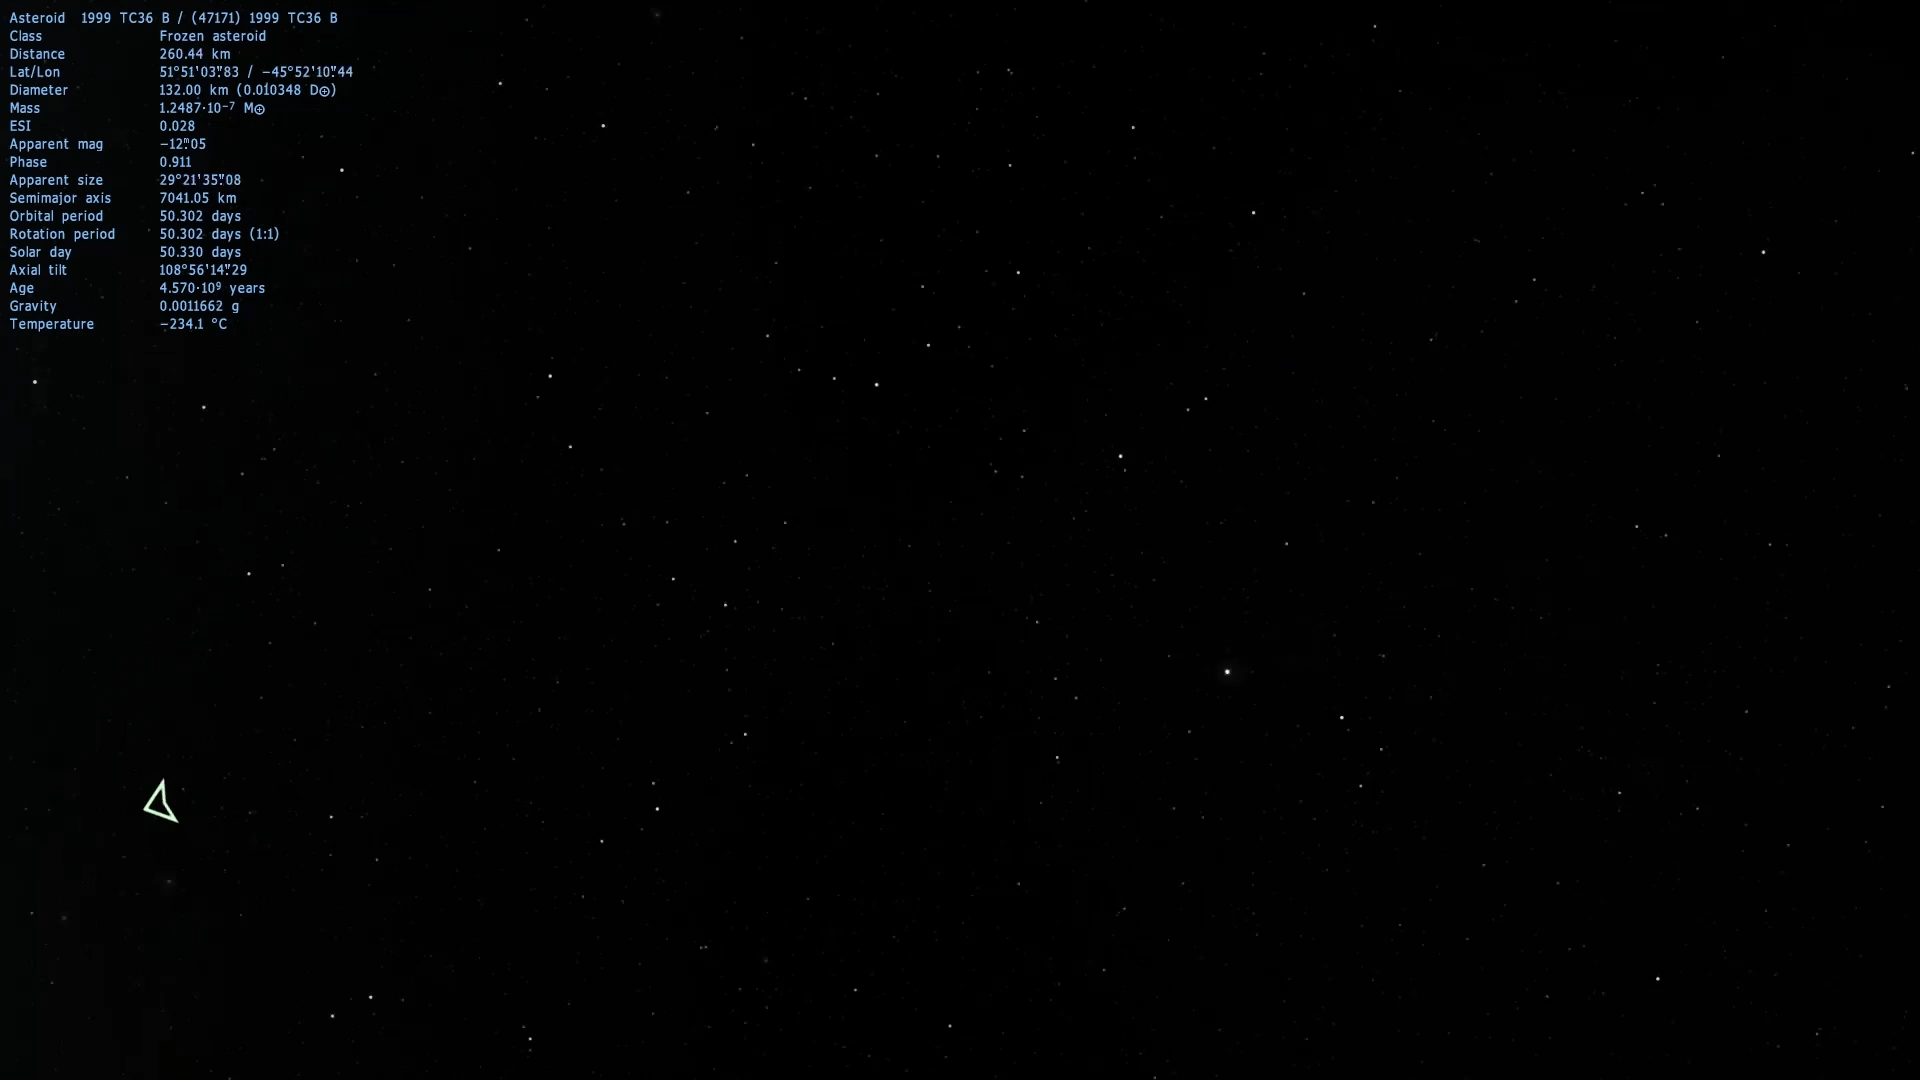 Asteroid 1999 TC36 B / (47171) 1999 TC36 B
Class Frozen asteroid
Distance 260.44 km
Lat/Lon 51°51'03"83 / −45°52'10"44
Diameter 132.00 km (0.010348 D⊕)
Mass 1.2487·10⁻⁷ M⊕
ESI 0.028
Apparent mag −12ᵐ05
Phase 0.911
Apparent size 29°21'35"08
Semimajor axis 7041.05 km
Orbital period 50.302 days
Rotation period 50.302 days (1:1)
Solar day 50.330 days
Axial tilt 108°56'14"29
Age 4.570·10⁹ years
Gravity 0.0011662 g
Temperature −234.1 °C